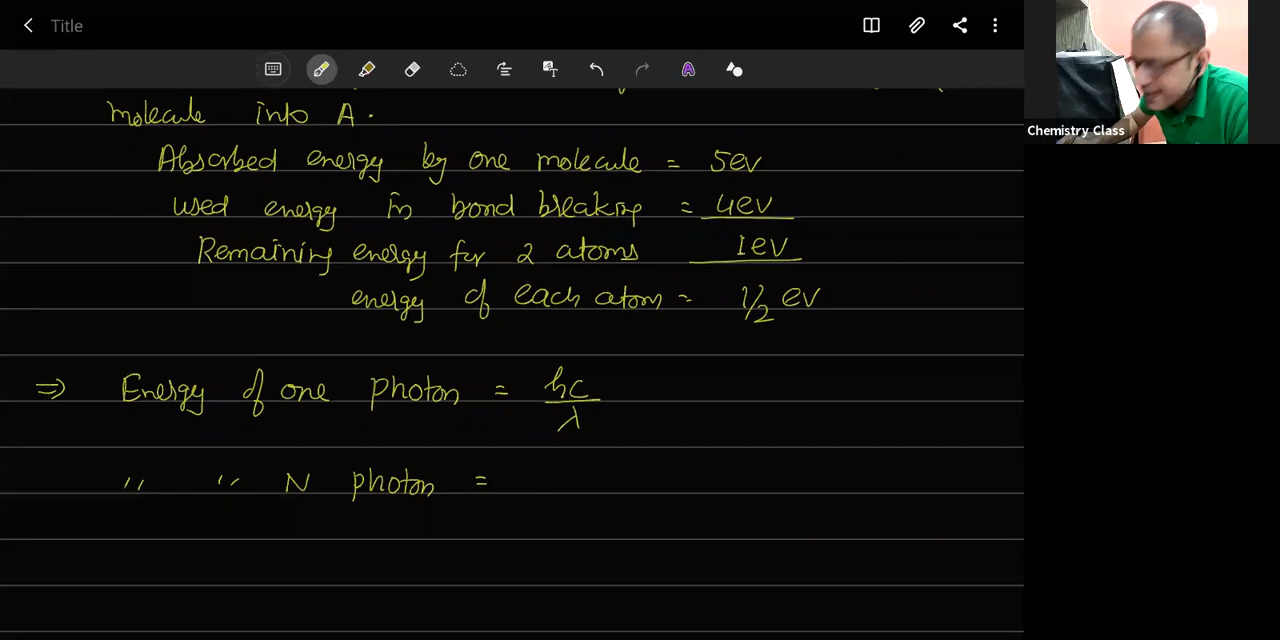 Title
molecule into A.
Chemistry Class
Absorbed energy by one molecule = 5ev
used energy in bond breaking = 4ev
Remaining energy for 2 atoms 1ev
energy of each atom = 1/2 ev
⇒ Energy of one photon = hc/λ
" " N photon =